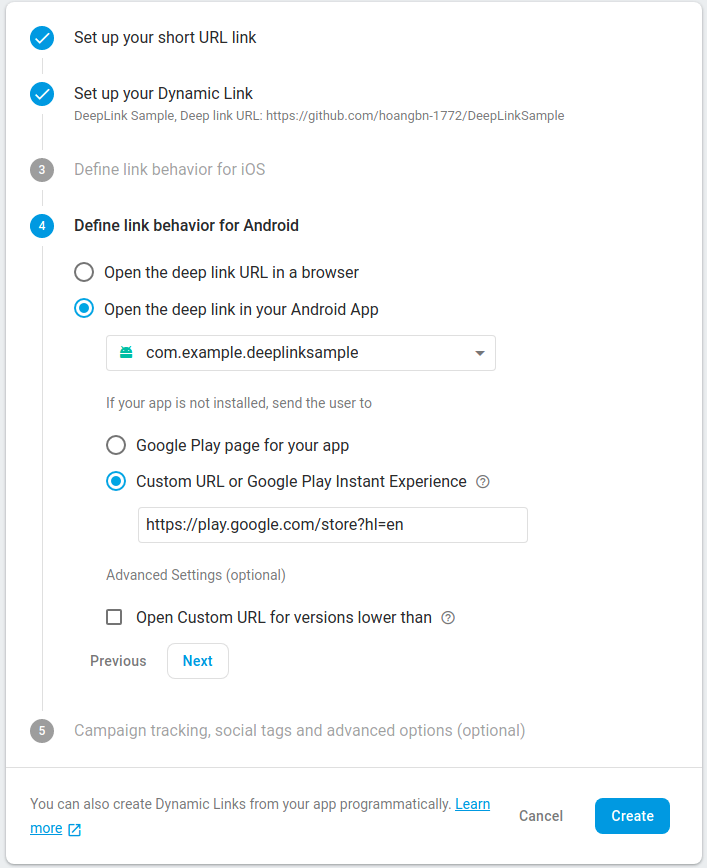 Set up your short URL link
Set up your Dynamic Link
DeepLink Sample, Deep link URL: https://github.com/hoangbn-1772/DeepLinkSample
3 Define link behavior for iOS
4 Define link behavior for Android
Open the deep link URL in a browser
Open the deep link in your Android App
com.example.deeplinksample
If your app is not installed, send the user to
Google Play page for your app
Custom URL or Google Play Instant Experience ?
https://play.google.com/store?hl=en
Advanced Settings (optional)
Open Custom URL for versions lower than ?
Previous Next
5 Campaign tracking, social tags and advanced options (optional)
You can also create Dynamic Links from your app programmatically. Learn
more
Cancel Create